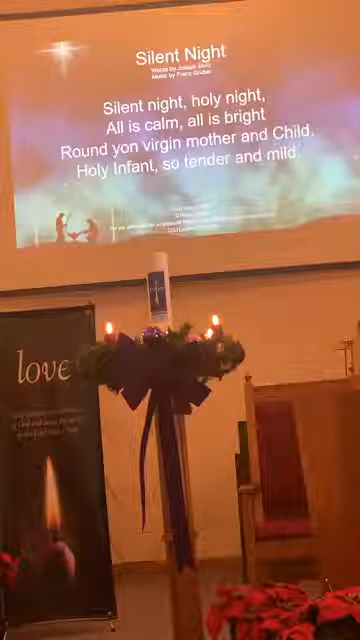 Silent Night
Words by Joseph Mohr
Music by Franz Gruber
Silent night, holy night,
All is calm, all is bright
Round yon virgin mother and Child.
Holy Infant, so tender and mild
love